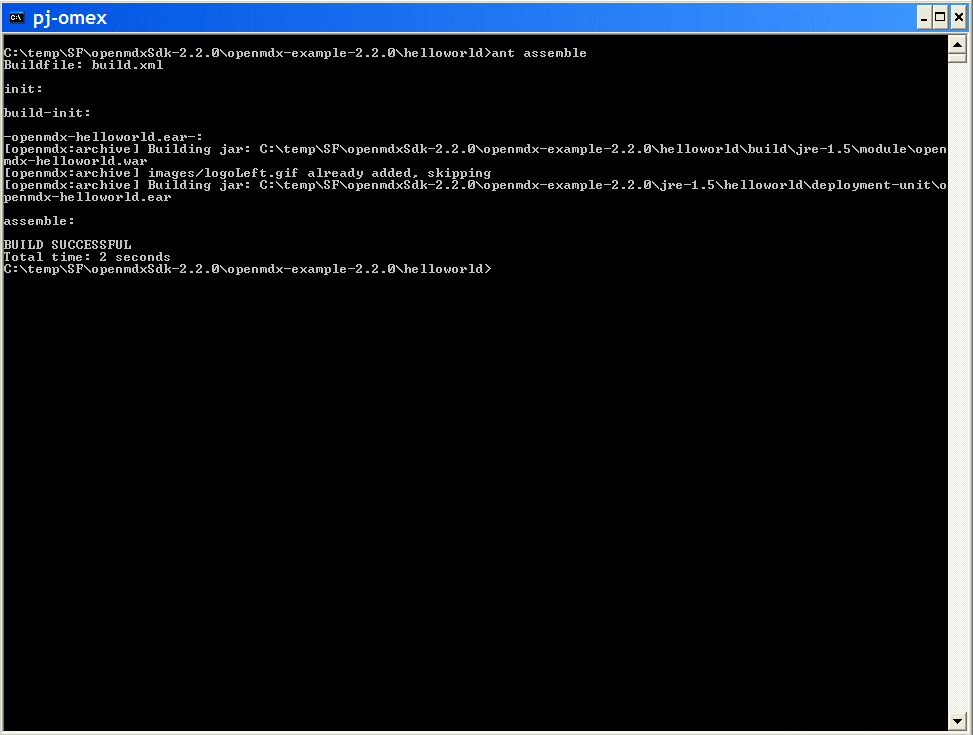 pj-omex
C:\temp\SF\openmdxSdk-2.2.0\openmdx-example-2.2.0\helloworld>ant assemble
Buildfile: build.xml
init:
build-init:
-openmdx-helloworld.ear-:
[openmdx:archive] Building jar: C:\temp\SF\openmdxSdk-2.2.0\openmdx-example-2.2.0\helloworld\build\jre-1.5\module\open
mdx-helloworld.war
[openmdx:archive] images/logoLeft.gif already added, skipping
[openmdx:archive] Building jar: C:\temp\SF\openmdxSdk-2.2.0\openmdx-example-2.2.0\jre-1.5\helloworld\deployment-unit\o
penmdx-helloworld.ear
assemble:
BUILD SUCCESSFUL
Total time: 2 seconds
C:\temp\SF\openmdxSdk-2.2.0\openmdx-example-2.2.0\helloworld>